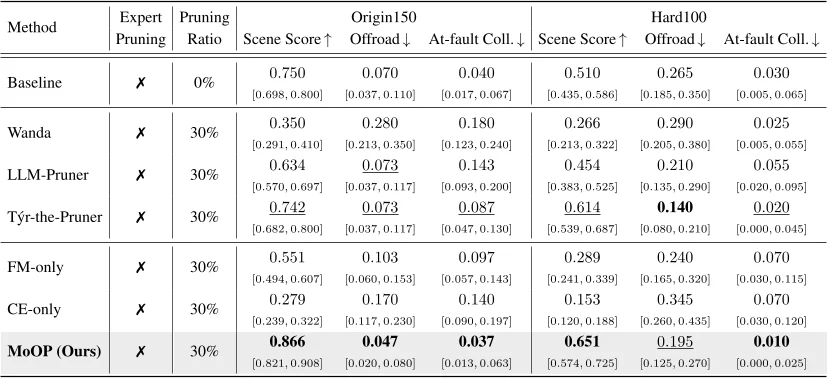 Method Expert Pruning Origin150 Hard100
Pruning Ratio Scene Score↑ Offroad↓ At-fault Coll.↓ Scene Score↑ Offroad↓ At-fault Coll.↓
Baseline ✗ 0% 0.750 0.070 0.040 0.510 0.265 0.030
[0.698, 0.800] [0.037, 0.110] [0.017, 0.067] [0.435, 0.586] [0.185, 0.350] [0.005, 0.065]
Wanda ✗ 30% 0.350 0.280 0.180 0.266 0.290 0.025
[0.291, 0.410] [0.213, 0.350] [0.123, 0.240] [0.213, 0.322] [0.205, 0.380] [0.005, 0.055]
LLM-Pruner ✗ 30% 0.634 0.073 0.143 0.454 0.210 0.055
[0.570, 0.697] [0.037, 0.117] [0.093, 0.200] [0.383, 0.525] [0.135, 0.290] [0.020, 0.095]
Týr-the-Pruner ✗ 30% 0.742 0.073 0.087 0.614 0.140 0.020
[0.682, 0.800] [0.037, 0.117] [0.047, 0.130] [0.539, 0.687] [0.080, 0.210] [0.000, 0.045]
FM-only ✗ 30% 0.551 0.103 0.097 0.289 0.240 0.070
[0.494, 0.607] [0.060, 0.153] [0.057, 0.143] [0.241, 0.339] [0.165, 0.320] [0.030, 0.115]
CE-only ✗ 30% 0.279 0.170 0.140 0.153 0.345 0.070
[0.239, 0.322] [0.117, 0.230] [0.090, 0.197] [0.120, 0.188] [0.260, 0.435] [0.030, 0.120]
MoOP (Ours) ✗ 30% 0.866 0.047 0.037 0.651 0.195 0.010
[0.821, 0.908] [0.020, 0.080] [0.013, 0.063] [0.574, 0.725] [0.125, 0.270] [0.000, 0.025]